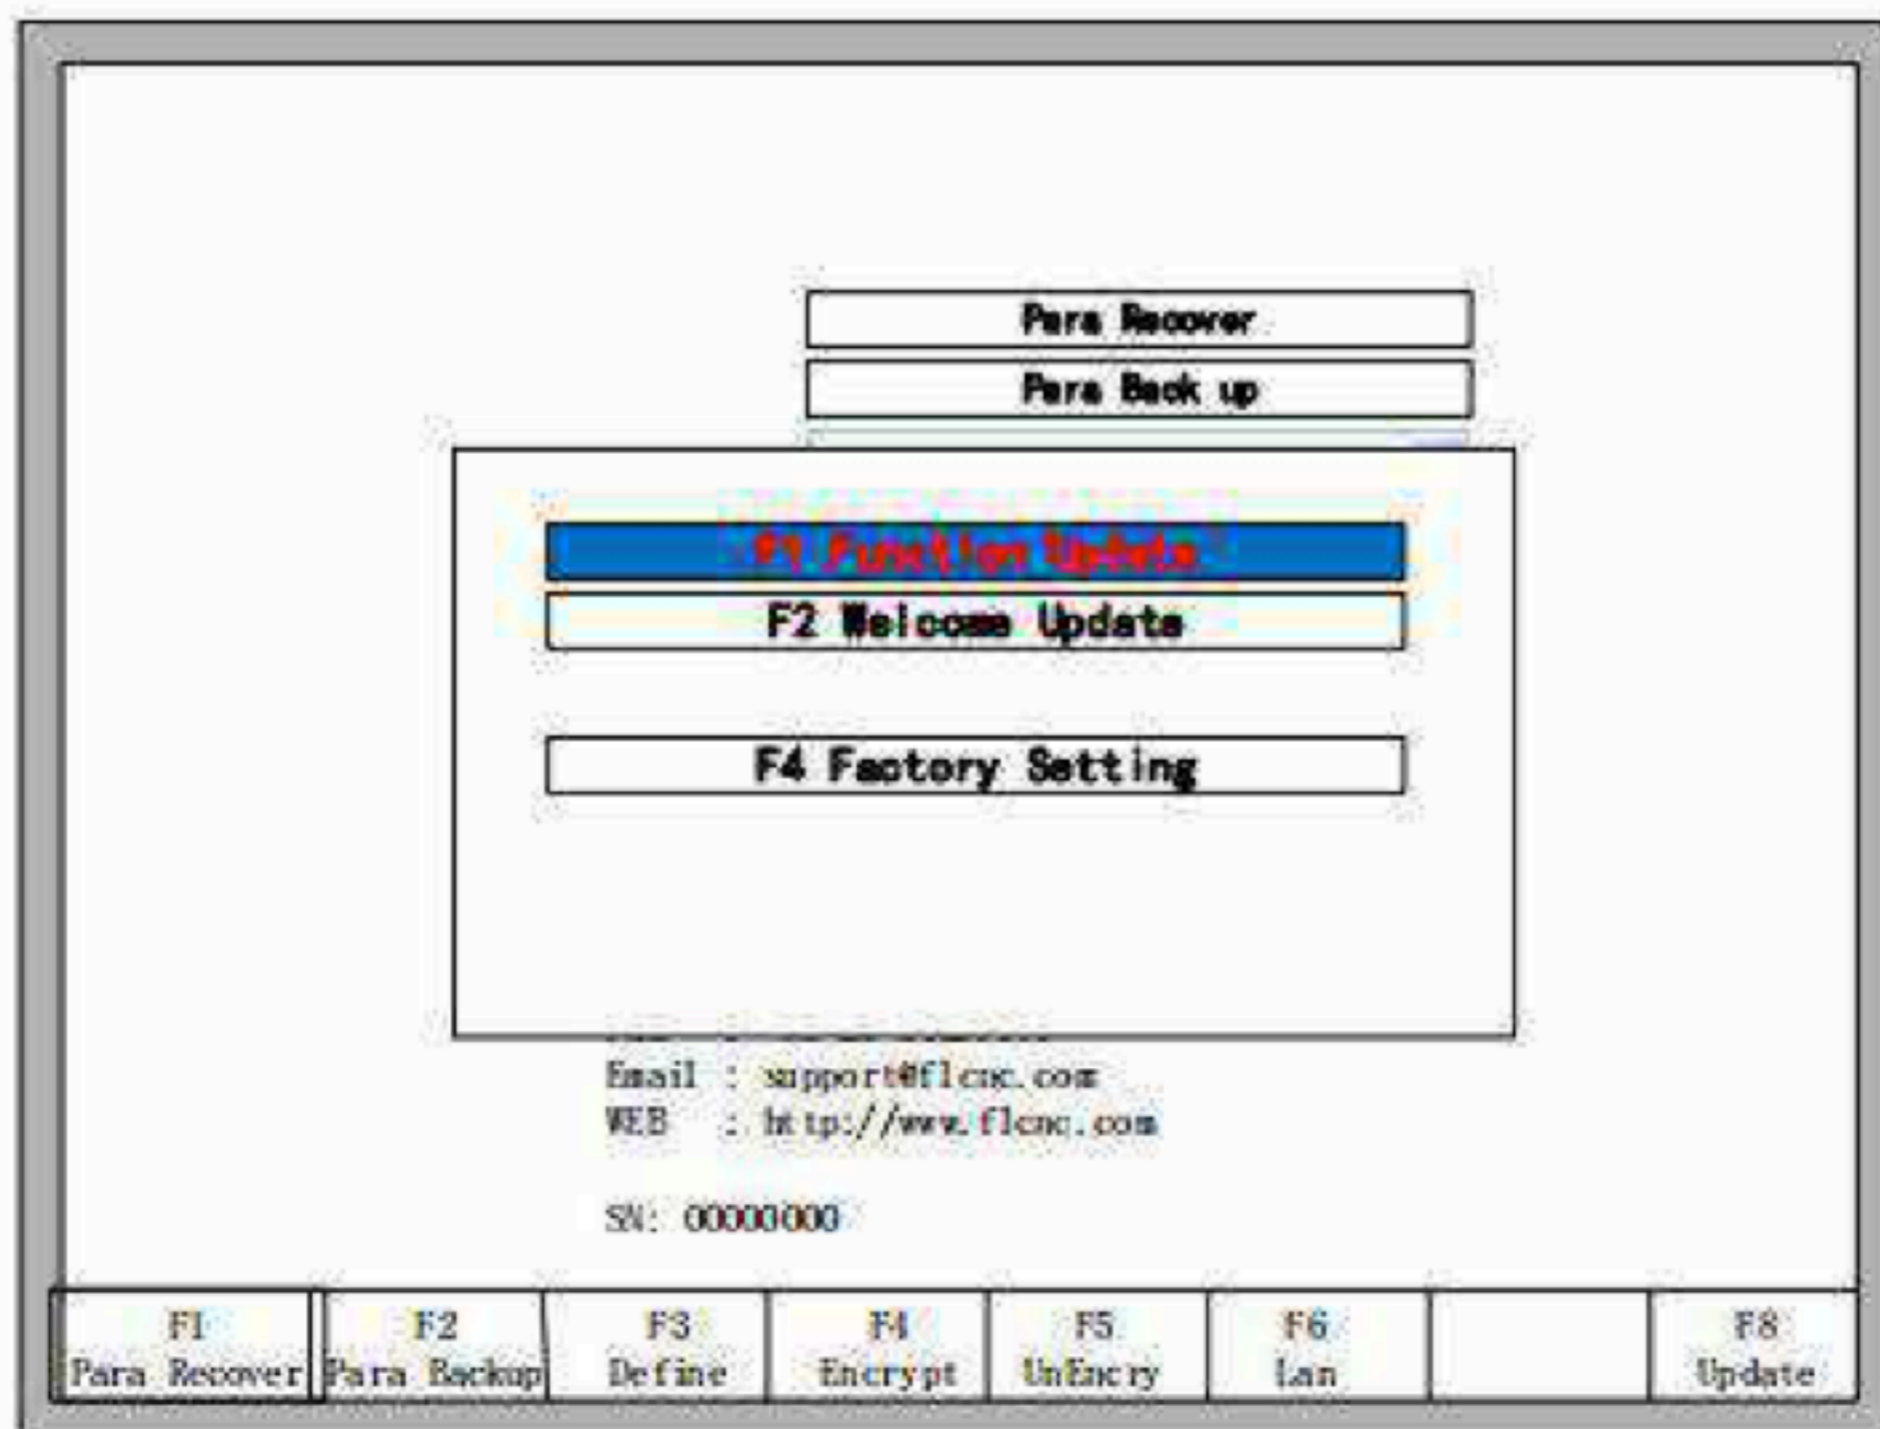 Para Recover
Para Back up
F1 Function Update
F2 Welcome Update
F4 Factory Setting
Email : support@flcnc.com
WEB : http://www.flcnc.com
SN: 00000000
F1 F2 F3 F4 F5 F6 F8
Para Recover Para Backup Define Encrypt UnEncry Lan Update